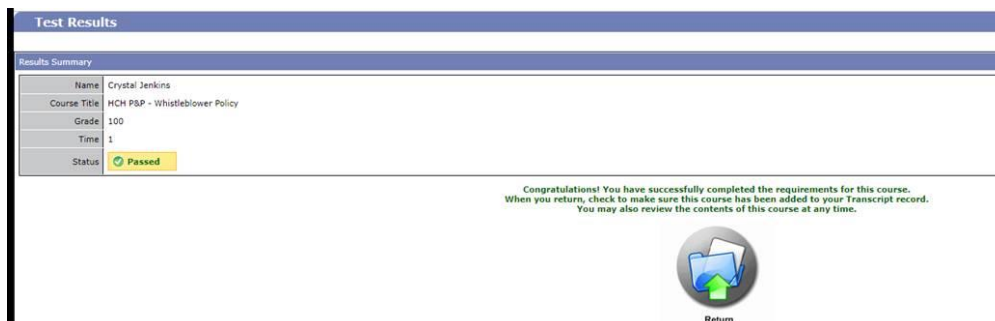 Test Results
Results Summary
Name Crystal Jenkins
Course Title HCH P&P - Whistleblower Policy
Grade 100
Time 1
Status Passed
Congratulations! You have successfully completed the requirements for this course.
When you return, check to make sure this course has been added to your Transcript record.
You may also review the contents of this course at any time.
Return